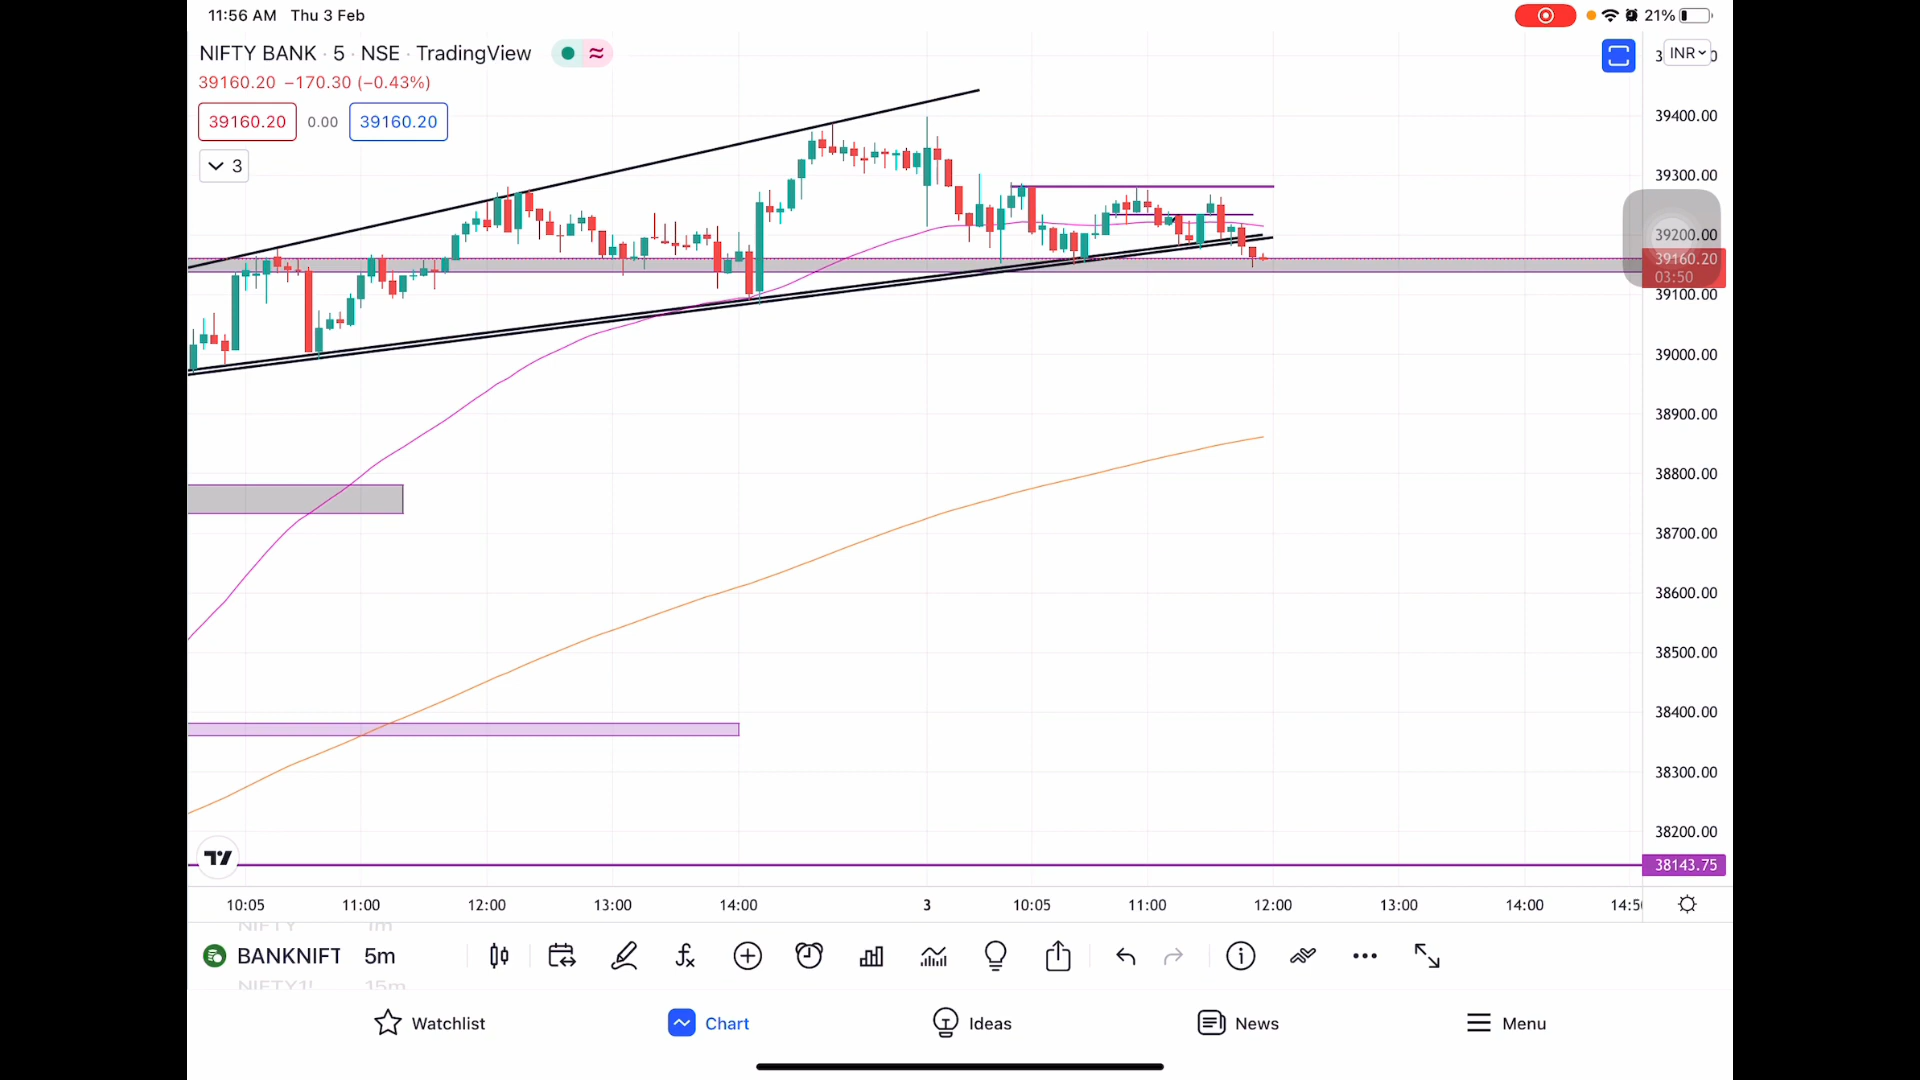 11:56 AM Thu 3 Feb
21%
NIFTY BANK · 5 · NSE · TradingView
INR
39160.20 −170.30 (−0.43%)
39160.20 0.00 39160.20
3
39400.00
39300.00
39200.00
39160.20
03:50
39100.00
39000.00
38900.00
38800.00
38700.00
38600.00
38500.00
38400.00
38300.00
38200.00
38143.75
10:05 11:00 12:00 13:00 14:00 3 10:05 11:00 12:00 13:00 14:00
NIFTY 1m
BANKNIFT 5m
NIFTY1! 15m
Watchlist Chart Ideas News Menu